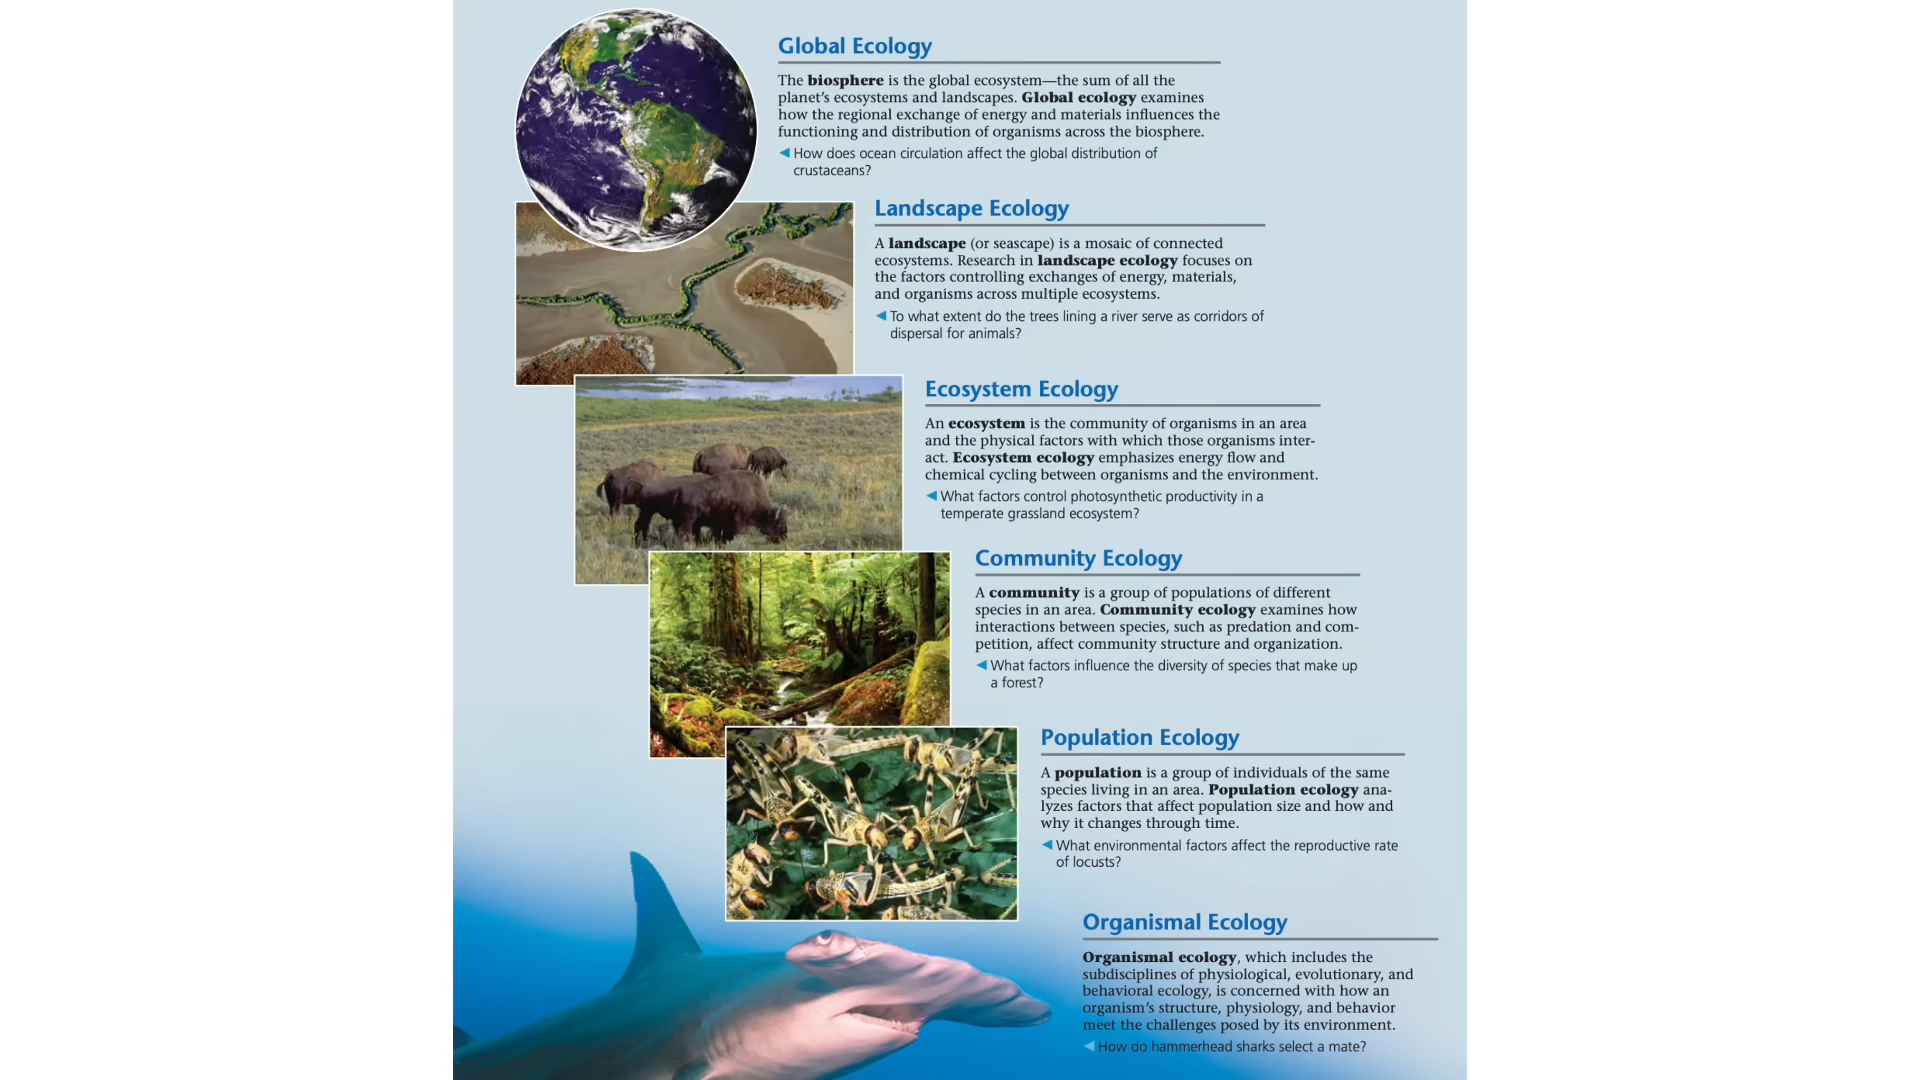 Global Ecology
The biosphere is the global ecosystem—the sum of all the
planet's ecosystems and landscapes. Global ecology examines
how the regional exchange of energy and materials influences the
functioning and distribution of organisms across the biosphere.
◀ How does ocean circulation affect the global distribution of
crustaceans?
Landscape Ecology
A landscape (or seascape) is a mosaic of connected
ecosystems. Research in landscape ecology focuses on
the factors controlling exchanges of energy, materials,
and organisms across multiple ecosystems.
◀ To what extent do the trees lining a river serve as corridors of
dispersal for animals?
Ecosystem Ecology
An ecosystem is the community of organisms in an area
and the physical factors with which those organisms inter-
act. Ecosystem ecology emphasizes energy flow and
chemical cycling between organisms and the environment.
◀ What factors control photosynthetic productivity in a
temperate grassland ecosystem?
Community Ecology
A community is a group of populations of different
species in an area. Community ecology examines how
interactions between species, such as predation and com-
petition, affect community structure and organization.
◀ What factors influence the diversity of species that make up
a forest?
Population Ecology
A population is a group of individuals of the same
species living in an area. Population ecology ana-
lyzes factors that affect population size and how and
why it changes through time.
◀ What environmental factors affect the reproductive rate
of locusts?
Organismal Ecology
Organismal ecology, which includes the
subdisciplines of physiological, evolutionary, and
behavioral ecology, is concerned with how an
organism's structure, physiology, and behavior
meet the challenges posed by its environment.
◀ How do hammerhead sharks select a mate?